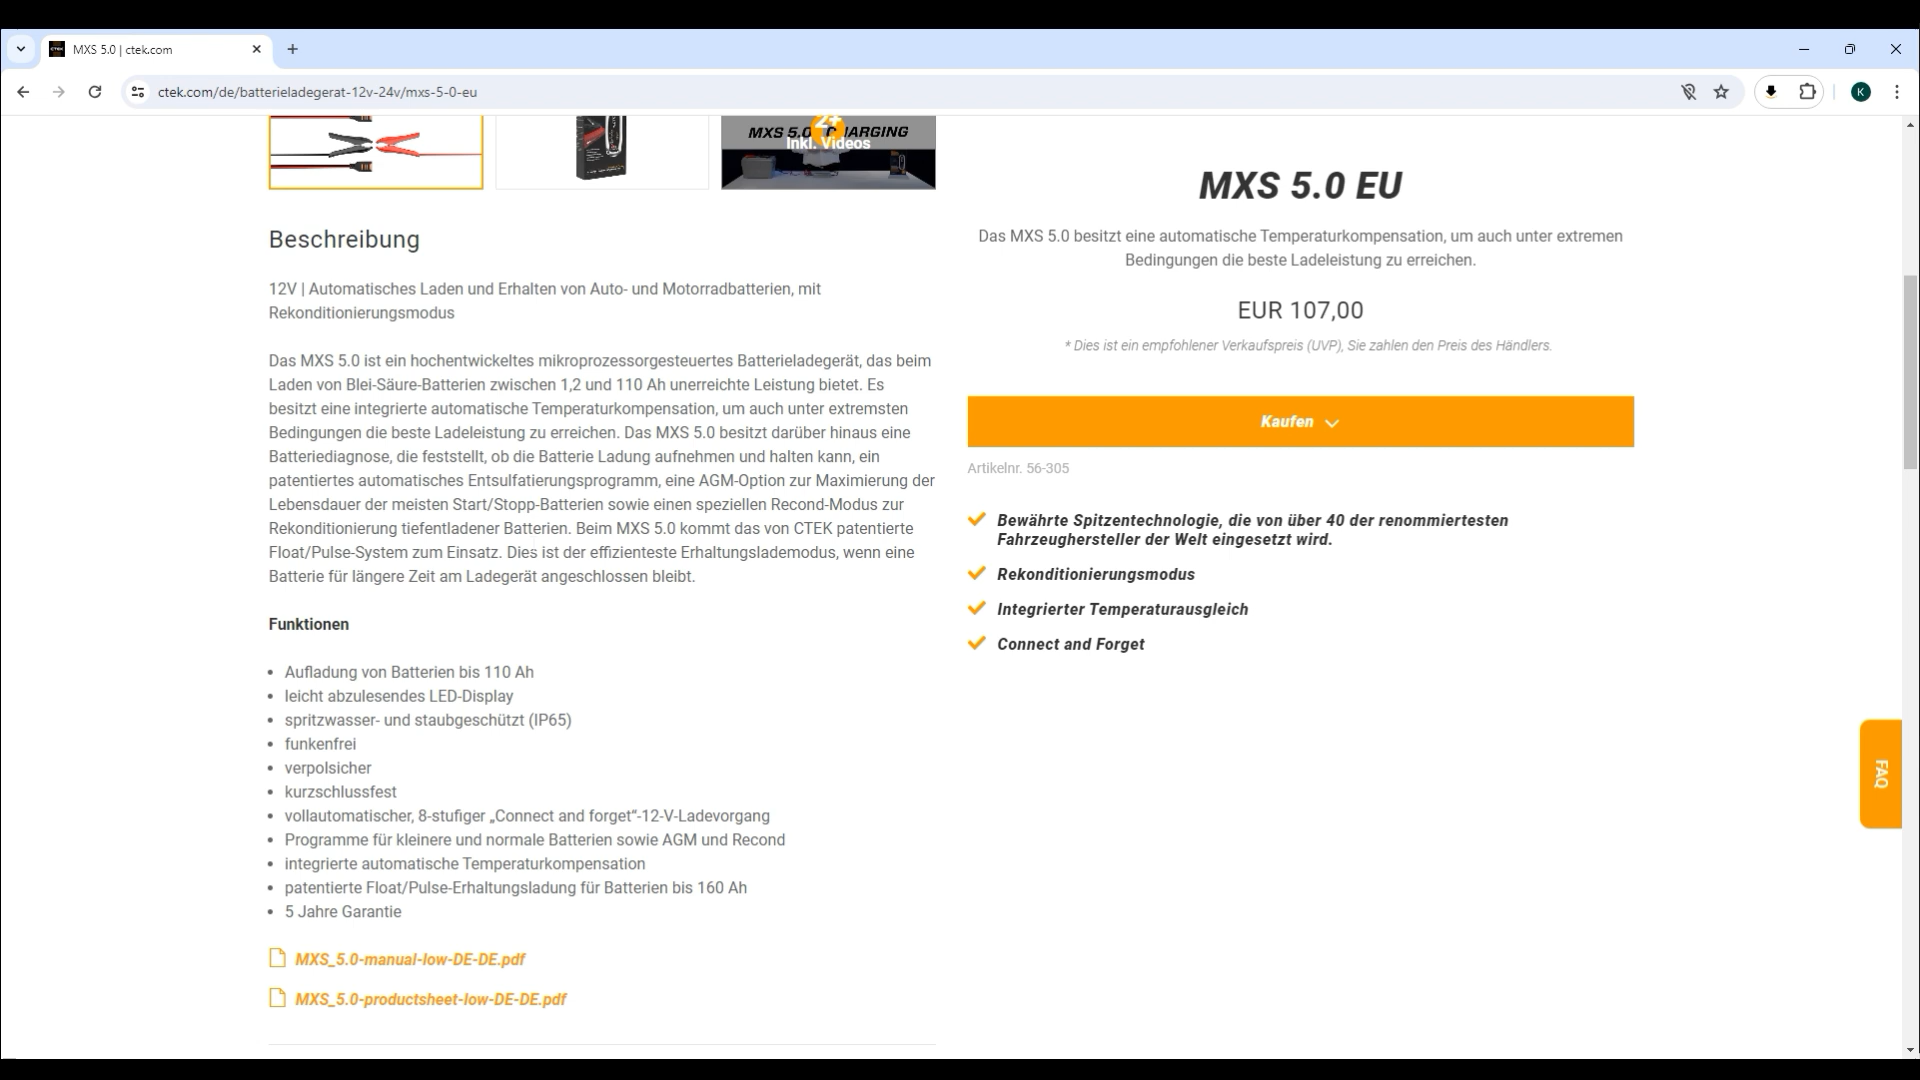 MXS 5.0 | ctek.com
ctek.com/de/batterieladegerat-12v-24v/mxs-5-0-eu
K
2+
Inkl. Videos
Beschreibung
12V | Automatisches Laden und Erhalten von Auto- und Motorradbatterien, mit
Rekonditionierungsmodus
Das MXS 5.0 ist ein hochentwickeltes mikroprozessorgesteuertes Batterieladegerät, das beim
Laden von Blei-Säure-Batterien zwischen 1,2 und 110 Ah unerreichte Leistung bietet. Es
besitzt eine integrierte automatische Temperaturkompensation, um auch unter extremsten
Bedingungen die beste Ladeleistung zu erreichen. Das MXS 5.0 besitzt darüber hinaus eine
Batteriediagnose, die feststellt, ob die Batterie Ladung aufnehmen und halten kann, ein
patentiertes automatisches Entsulfatierungsprogramm, eine AGM-Option zur Maximierung der
Lebensdauer der meisten Start/Stopp-Batterien sowie einen speziellen Recond-Modus zur
Rekonditionierung tiefentladener Batterien. Beim MXS 5.0 kommt das von CTEK patentierte
Float/Pulse-System zum Einsatz. Dies ist der effizienteste Erhaltungslademodus, wenn eine
Batterie für längere Zeit am Ladegerät angeschlossen bleibt.
Funktionen
• Aufladung von Batterien bis 110 Ah
• leicht abzulesendes LED-Display
• spritzwasser- und staubgeschützt (IP65)
• funkenfrei
• verpolsicher
• kurzschlussfest
• vollautomatischer, 8-stufiger „Connect and forget“-12-V-Ladevorgang
• Programme für kleinere und normale Batterien sowie AGM und Recond
• integrierte automatische Temperaturkompensation
• patentierte Float/Pulse-Erhaltungsladung für Batterien bis 160 Ah
• 5 Jahre Garantie
MXS_5.0-manual-low-DE-DE.pdf
MXS_5.0-productsheet-low-DE-DE.pdf
MXS 5.0 EU
Das MXS 5.0 besitzt eine automatische Temperaturkompensation, um auch unter extremen
Bedingungen die beste Ladeleistung zu erreichen.
EUR 107,00
* Dies ist ein empfohlener Verkaufspreis (UVP), Sie zahlen den Preis des Händlers.
Kaufen
Artikelnr. 56-305
Bewährte Spitzentechnologie, die von über 40 der renommiertesten
Fahrzeughersteller der Welt eingesetzt wird.
Rekonditionierungsmodus
Integrierter Temperaturausgleich
Connect and Forget
FAQ